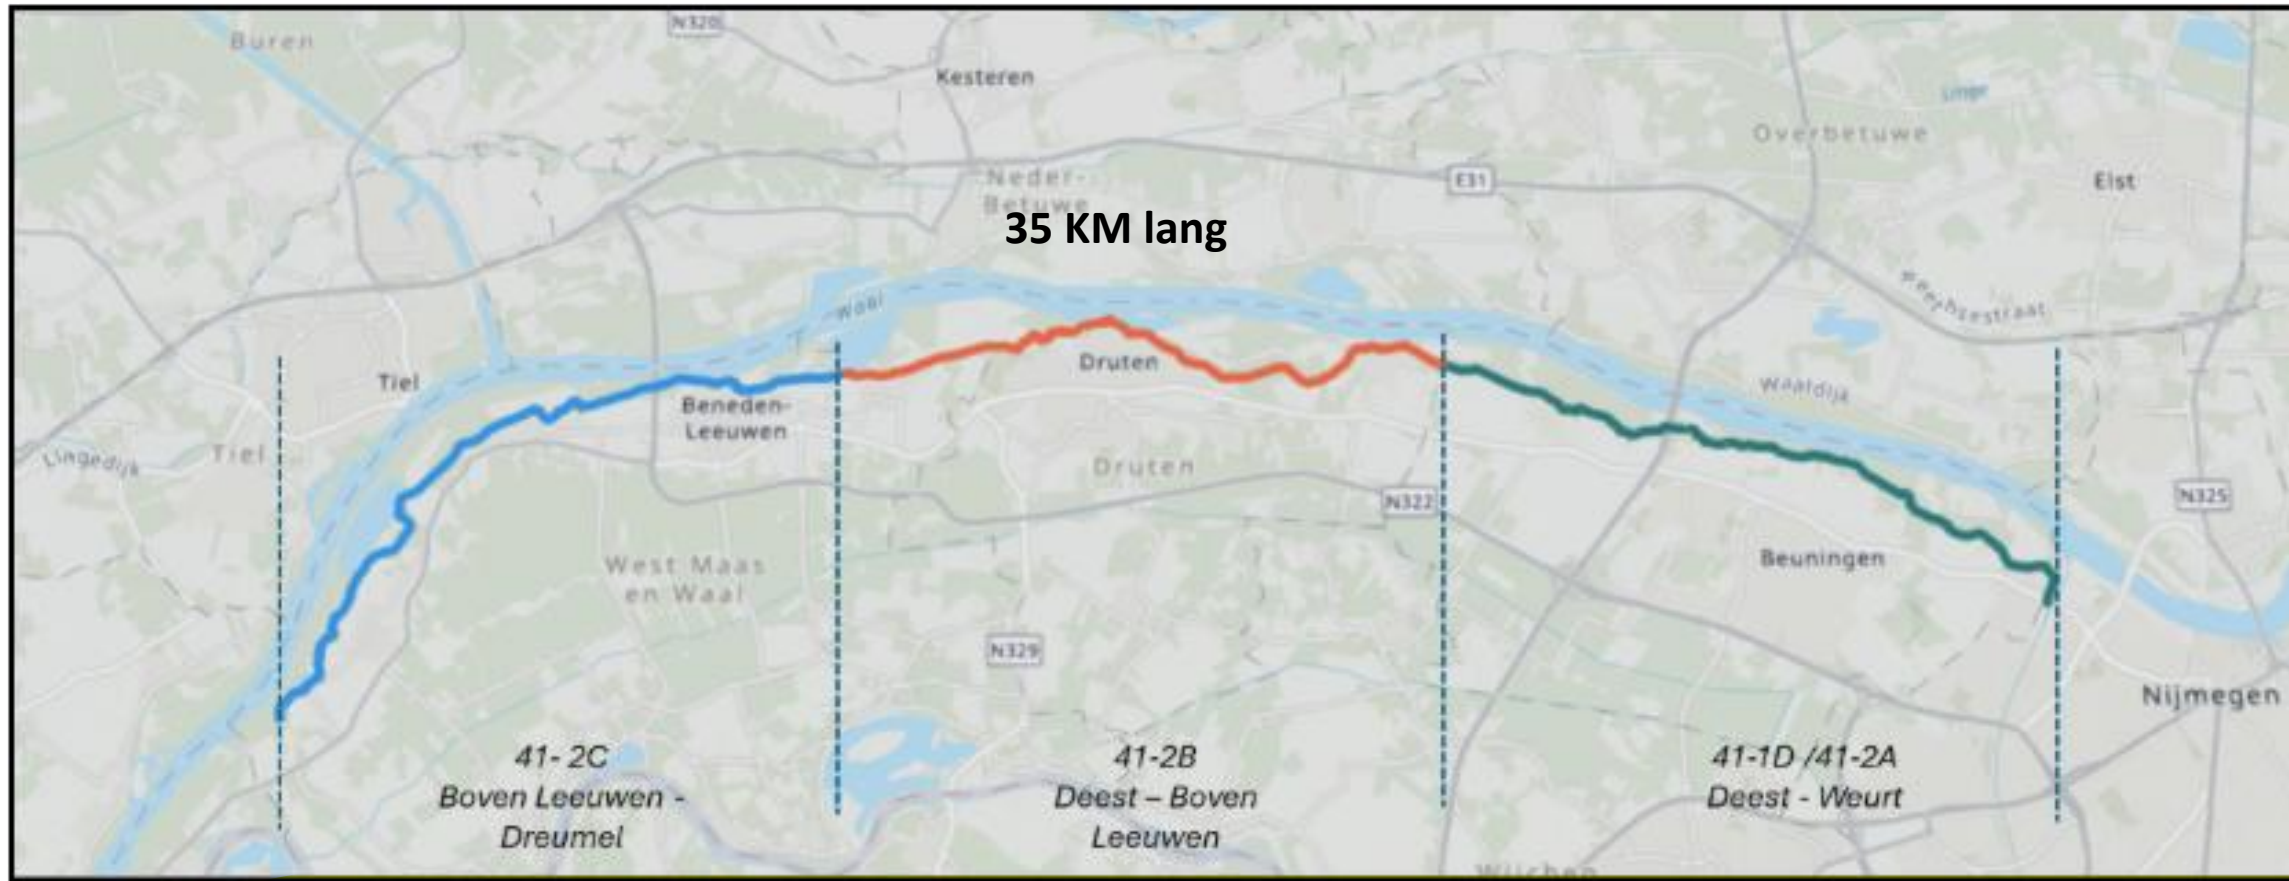 N320
Buren
Kesteren
Linge
Overbetuwe
Neder-
Betuwe
E31
Elst
35 KM lang
Waal
Tiel
Druten
Waaldijk
Beneden-
Leeuwen
Tiel
Lingedijk
Druten
N322
N325
West Maas
en Waal
Beuningen
N329
Nijmegen
41- 2C
Boven Leeuwen -
Dreumel
41-2B
Deest – Boven
Leeuwen
41-1D /41-2A
Deest - Weurt